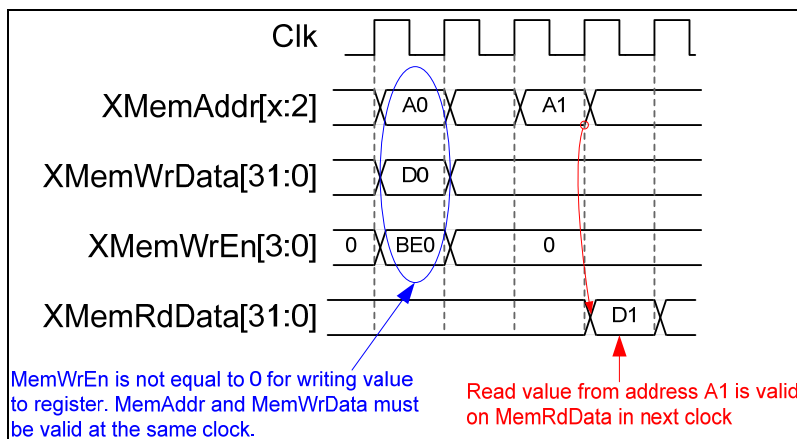 Clk
XMemAddr[x:2] A0 A1
XMemWrData[31:0] D0
XMemWrEn[3:0] 0 BE0 0
XMemRdData[31:0] D1
MemWrEn is not equal to 0 for writing value
to register. MemAddr and MemWrData must
be valid at the same clock.
Read value from address A1 is valid
on MemRdData in next clock